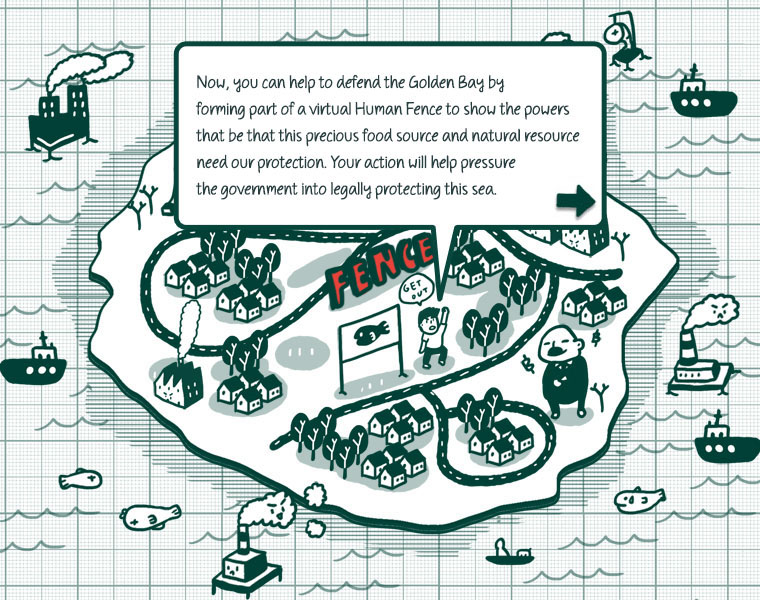 Now, you can help to defend the Golden Bay by
forming part of a virtual Human Fence to show the powers
that be that this precious food source and natural resource
need our protection. Your action will help pressure
the government into legally protecting this sea.
FENCE
GET
OUT